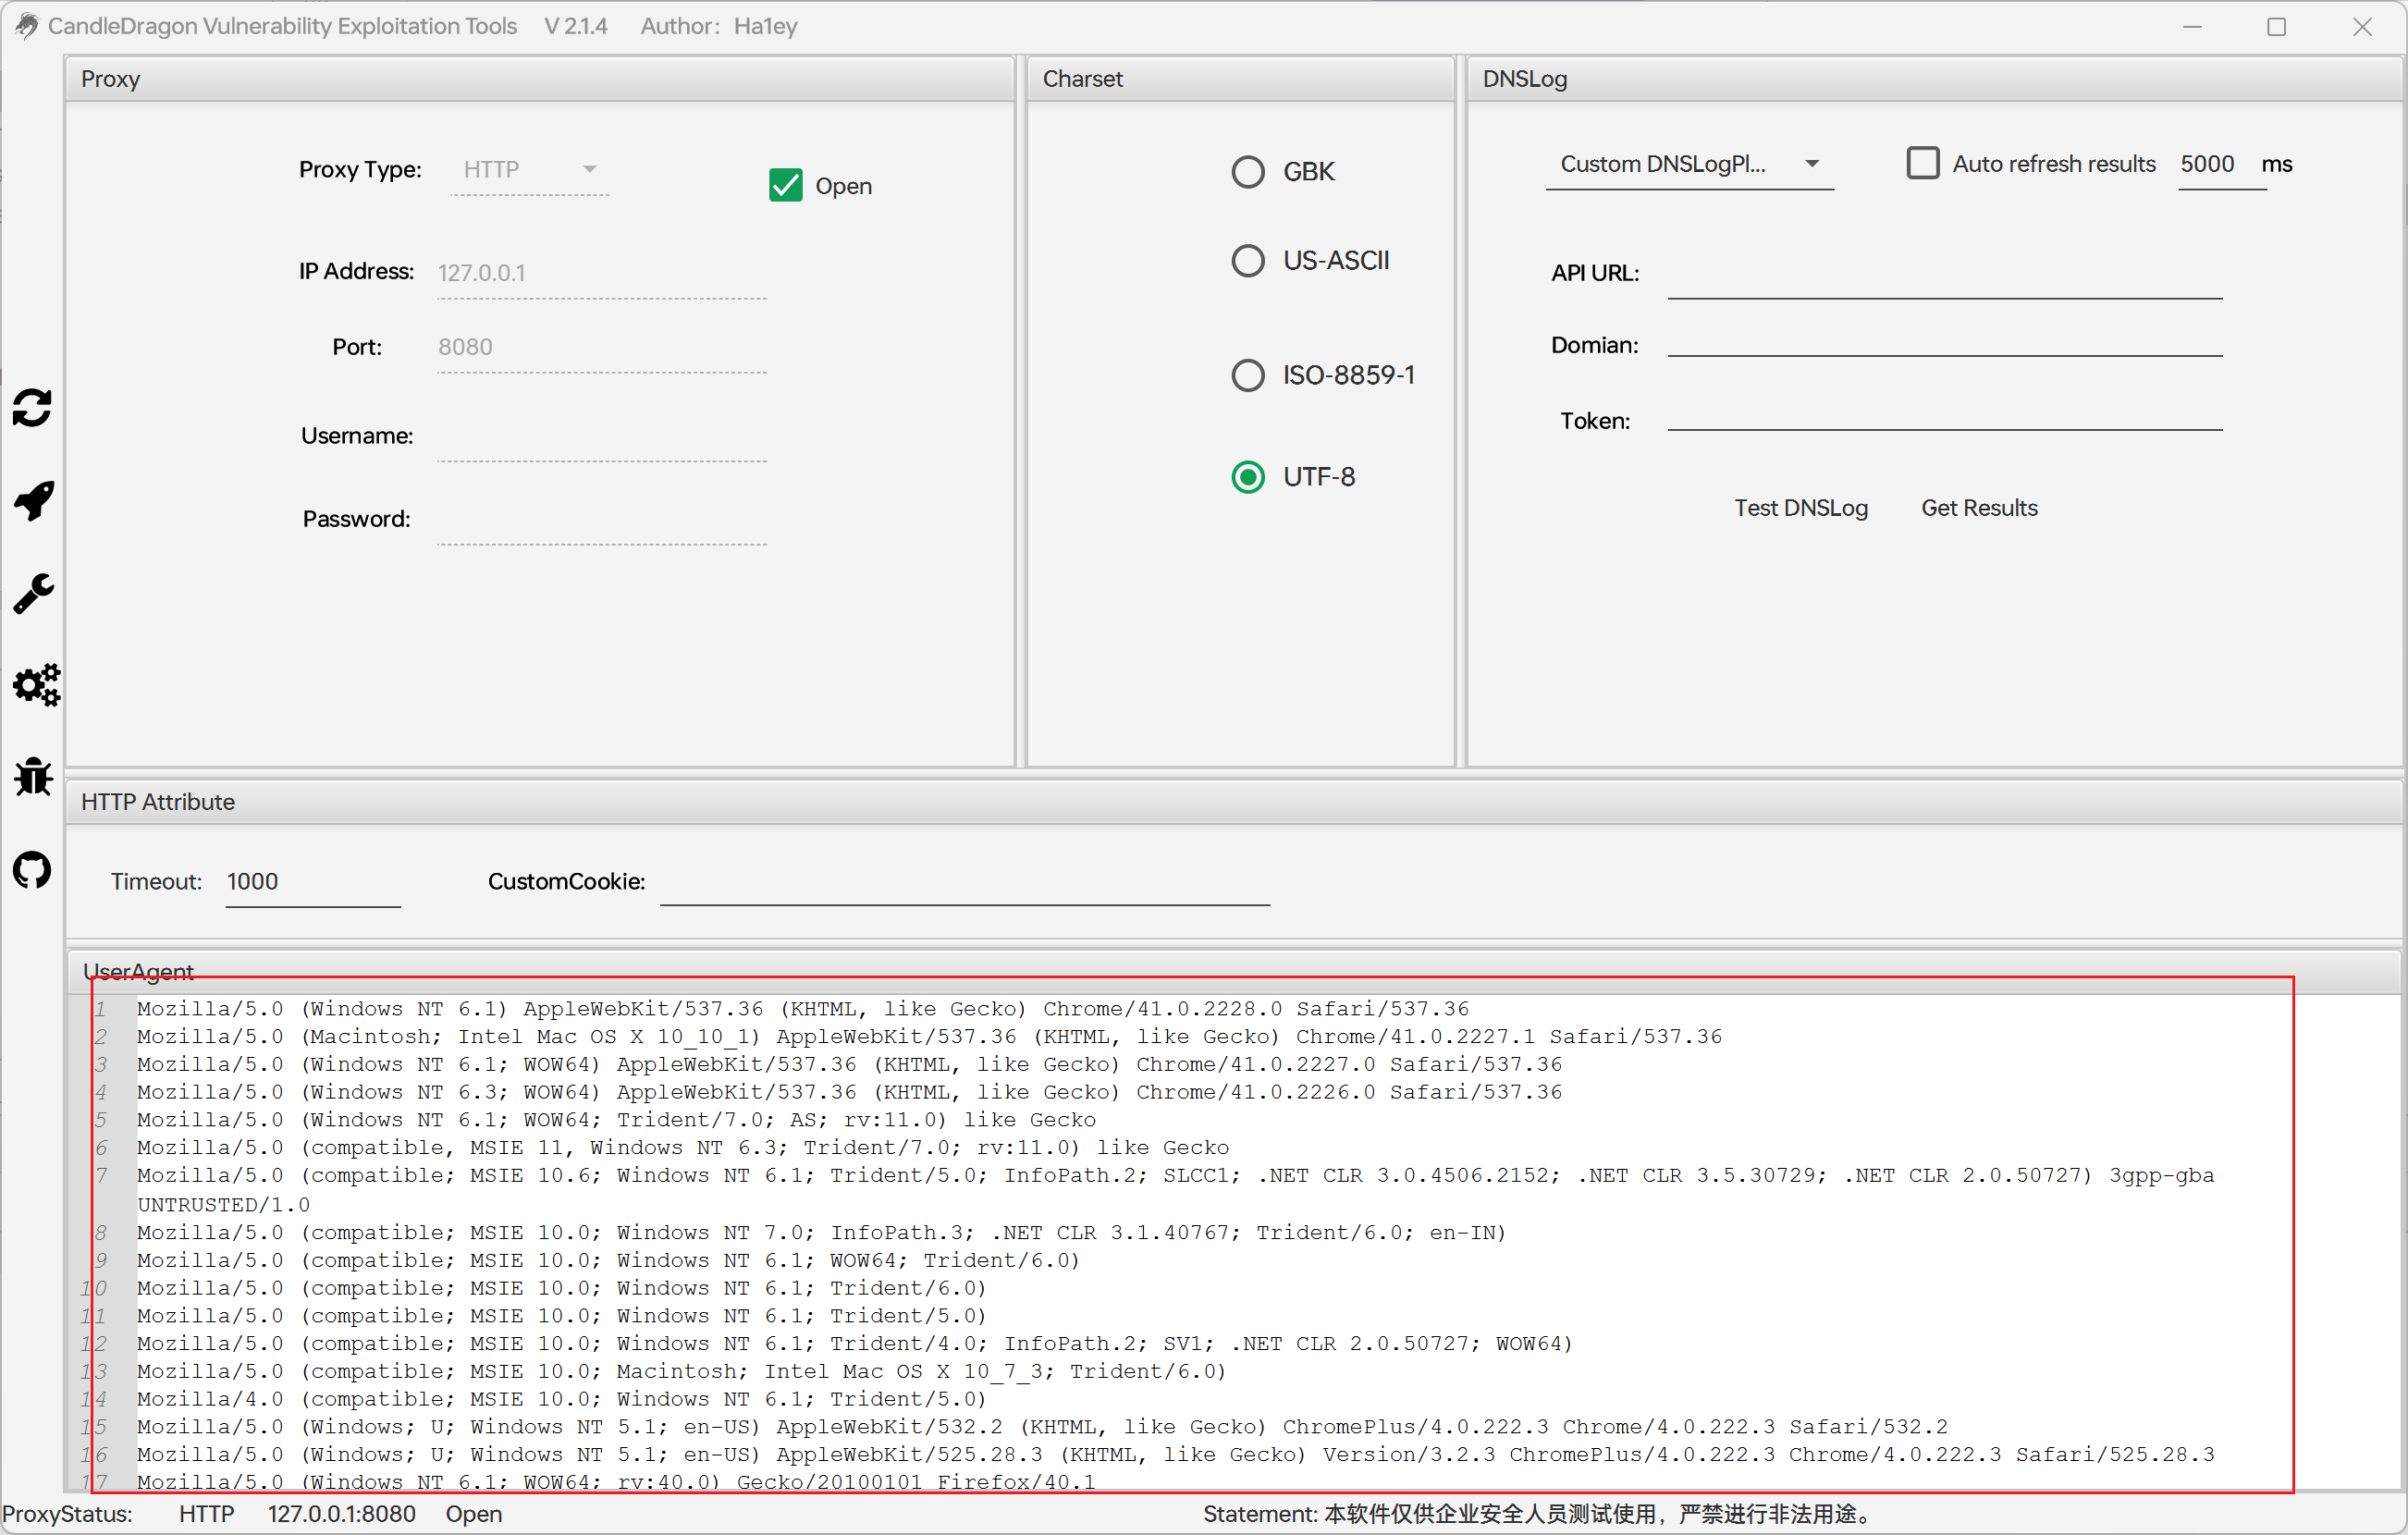 CandleDragon Vulnerability Exploitation Tools V 2.1.4 Author: Ha1ey
Proxy
Proxy Type: HTTP
Open
IP Address: 127.0.0.1
Port: 8080
Username:
Password:
Charset
GBK
US-ASCII
ISO-8859-1
UTF-8
DNSLog
Custom DNSLogPl...
Auto refresh results 5000 ms
API URL:
Domian:
Token:
Test DNSLog Get Results
HTTP Attribute
Timeout: 1000 CustomCookie:
UserAgent
1 Mozilla/5.0 (Windows NT 6.1) AppleWebKit/537.36 (KHTML, like Gecko) Chrome/41.0.2228.0 Safari/537.36
2 Mozilla/5.0 (Macintosh; Intel Mac OS X 10_10_1) AppleWebKit/537.36 (KHTML, like Gecko) Chrome/41.0.2227.1 Safari/537.36
3 Mozilla/5.0 (Windows NT 6.1; WOW64) AppleWebKit/537.36 (KHTML, like Gecko) Chrome/41.0.2227.0 Safari/537.36
4 Mozilla/5.0 (Windows NT 6.3; WOW64) AppleWebKit/537.36 (KHTML, like Gecko) Chrome/41.0.2226.0 Safari/537.36
5 Mozilla/5.0 (Windows NT 6.1; WOW64; Trident/7.0; AS; rv:11.0) like Gecko
6 Mozilla/5.0 (compatible, MSIE 11, Windows NT 6.3; Trident/7.0; rv:11.0) like Gecko
7 Mozilla/5.0 (compatible; MSIE 10.6; Windows NT 6.1; Trident/5.0; InfoPath.2; SLCC1; .NET CLR 3.0.4506.2152; .NET CLR 3.5.30729; .NET CLR 2.0.50727) 3gpp-gba
UNTRUSTED/1.0
8 Mozilla/5.0 (compatible; MSIE 10.0; Windows NT 7.0; InfoPath.3; .NET CLR 3.1.40767; Trident/6.0; en-IN)
9 Mozilla/5.0 (compatible; MSIE 10.0; Windows NT 6.1; WOW64; Trident/6.0)
10 Mozilla/5.0 (compatible; MSIE 10.0; Windows NT 6.1; Trident/6.0)
11 Mozilla/5.0 (compatible; MSIE 10.0; Windows NT 6.1; Trident/5.0)
12 Mozilla/5.0 (compatible; MSIE 10.0; Windows NT 6.1; Trident/4.0; InfoPath.2; SV1; .NET CLR 2.0.50727; WOW64)
13 Mozilla/5.0 (compatible; MSIE 10.0; Macintosh; Intel Mac OS X 10_7_3; Trident/6.0)
14 Mozilla/4.0 (compatible; MSIE 10.0; Windows NT 6.1; Trident/5.0)
15 Mozilla/5.0 (Windows; U; Windows NT 5.1; en-US) AppleWebKit/532.2 (KHTML, like Gecko) ChromePlus/4.0.222.3 Chrome/4.0.222.3 Safari/532.2
16 Mozilla/5.0 (Windows; U; Windows NT 5.1; en-US) AppleWebKit/525.28.3 (KHTML, like Gecko) Version/3.2.3 ChromePlus/4.0.222.3 Chrome/4.0.222.3 Safari/525.28.3
17 Mozilla/5.0 (Windows NT 6.1; WOW64; rv:40.0) Gecko/20100101 Firefox/40.1
ProxyStatus: HTTP 127.0.0.1:8080 Open Statement: 本软件仅供企业安全人员测试使用，严禁进行非法用途。